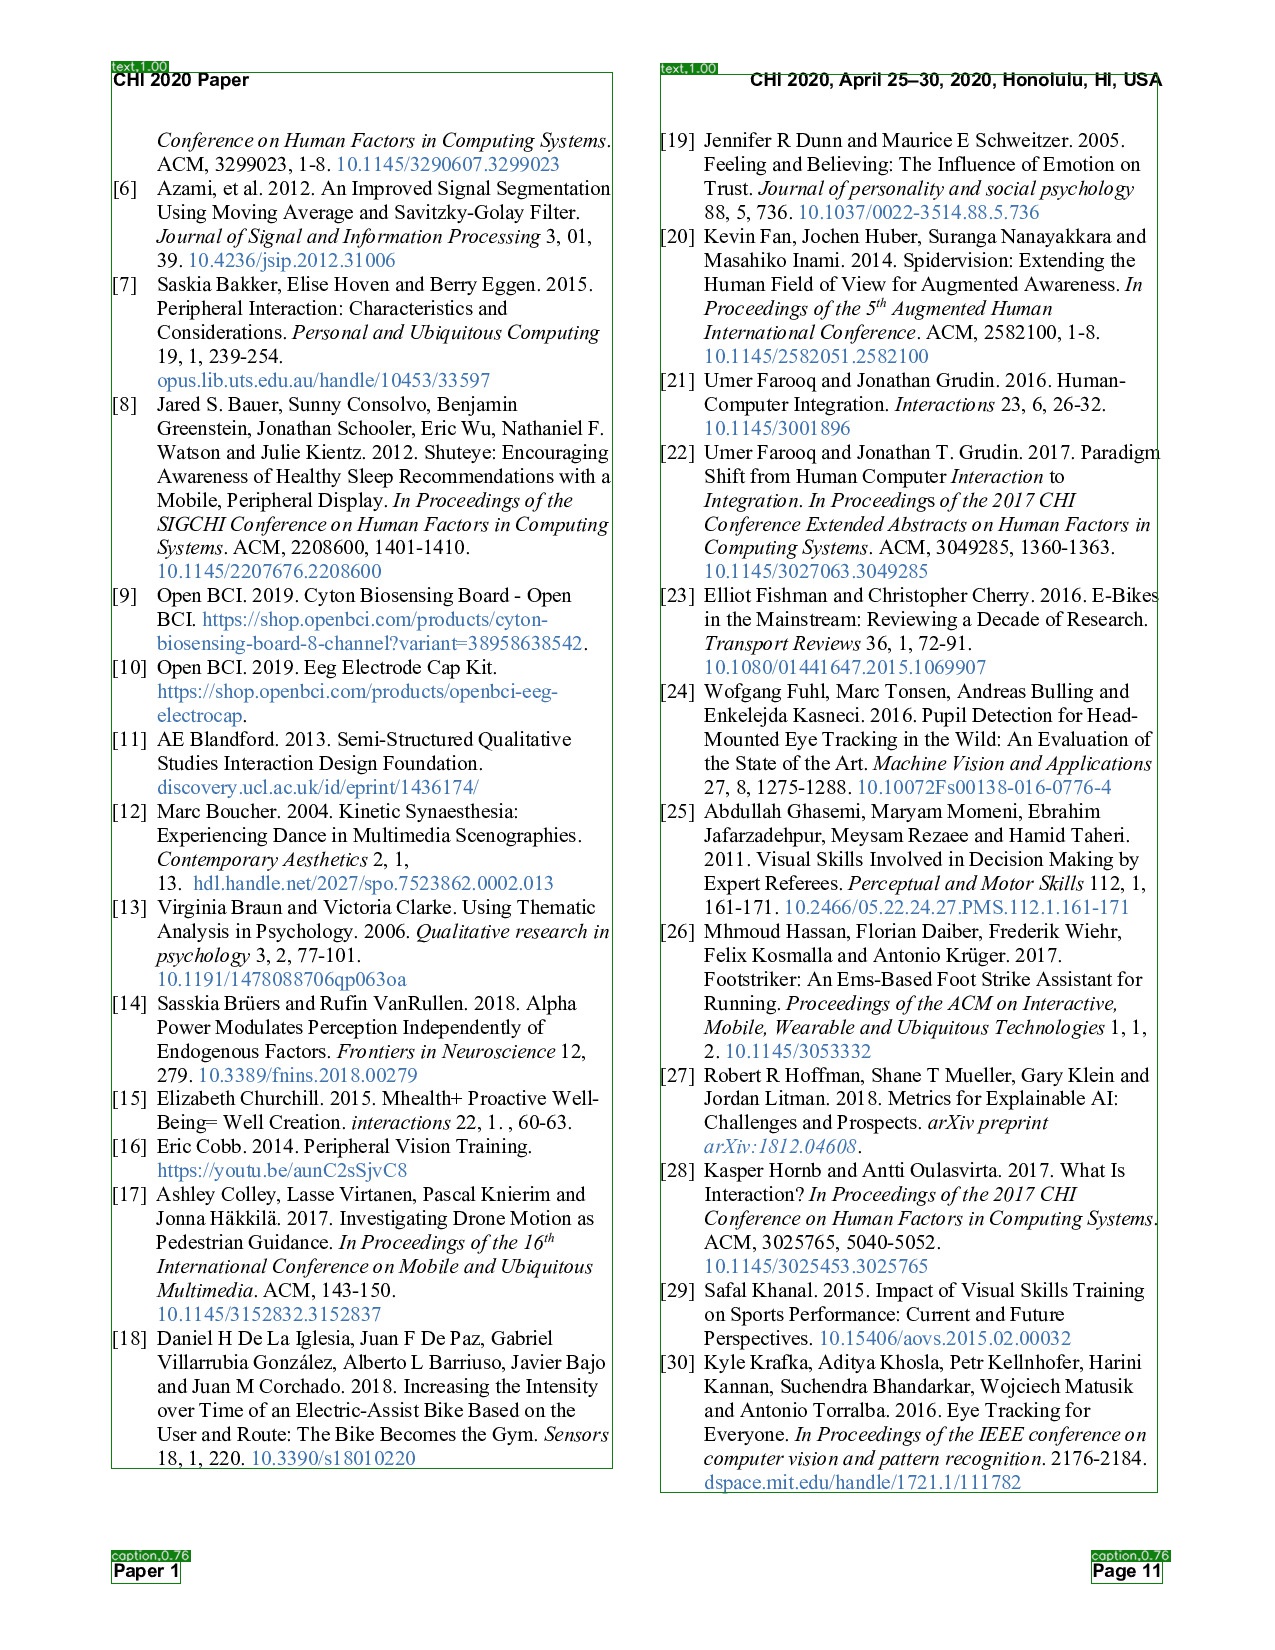 text,1.00
CHI 2020 Paper
text,1.00
CHI 2020, April 25–30, 2020, Honolulu, HI, USA
Conference on Human Factors in Computing Systems.
ACM, 3299023, 1-8. 10.1145/3290607.3299023
[6] Azami, et al. 2012. An Improved Signal Segmentation
Using Moving Average and Savitzky-Golay Filter.
Journal of Signal and Information Processing 3, 01,
39. 10.4236/jsip.2012.31006
[7] Saskia Bakker, Elise Hoven and Berry Eggen. 2015.
Peripheral Interaction: Characteristics and
Considerations. Personal and Ubiquitous Computing
19, 1, 239-254.
opus.lib.uts.edu.au/handle/10453/33597
[8] Jared S. Bauer, Sunny Consolvo, Benjamin
Greenstein, Jonathan Schooler, Eric Wu, Nathaniel F.
Watson and Julie Kientz. 2012. Shuteye: Encouraging
Awareness of Healthy Sleep Recommendations with a
Mobile, Peripheral Display. In Proceedings of the
SIGCHI Conference on Human Factors in Computing
Systems. ACM, 2208600, 1401-1410.
10.1145/2207676.2208600
[9] Open BCI. 2019. Cyton Biosensing Board - Open
BCI. https://shop.openbci.com/products/cyton-
biosensing-board-8-channel?variant=38958638542.
[10] Open BCI. 2019. Eeg Electrode Cap Kit.
https://shop.openbci.com/products/openbci-eeg-
electrocap.
[11] AE Blandford. 2013. Semi-Structured Qualitative
Studies Interaction Design Foundation.
discovery.ucl.ac.uk/id/eprint/1436174/
[12] Marc Boucher. 2004. Kinetic Synaesthesia:
Experiencing Dance in Multimedia Scenographies.
Contemporary Aesthetics 2, 1,
13. hdl.handle.net/2027/spo.7523862.0002.013
[13] Virginia Braun and Victoria Clarke. Using Thematic
Analysis in Psychology. 2006. Qualitative research in
psychology 3, 2, 77-101.
10.1191/1478088706qp063oa
[14] Sasskia Brüers and Rufin VanRullen. 2018. Alpha
Power Modulates Perception Independently of
Endogenous Factors. Frontiers in Neuroscience 12,
279. 10.3389/fnins.2018.00279
[15] Elizabeth Churchill. 2015. Mhealth+ Proactive Well-
Being= Well Creation. interactions 22, 1. , 60-63.
[16] Eric Cobb. 2014. Peripheral Vision Training.
https://youtu.be/aunC2sSjvC8
[17] Ashley Colley, Lasse Virtanen, Pascal Knierim and
Jonna Häkkilä. 2017. Investigating Drone Motion as
Pedestrian Guidance. In Proceedings of the 16th
International Conference on Mobile and Ubiquitous
Multimedia. ACM, 143-150.
10.1145/3152832.3152837
[18] Daniel H De La Iglesia, Juan F De Paz, Gabriel
Villarrubia González, Alberto L Barriuso, Javier Bajo
and Juan M Corchado. 2018. Increasing the Intensity
over Time of an Electric-Assist Bike Based on the
User and Route: The Bike Becomes the Gym. Sensors
18, 1, 220. 10.3390/s18010220
[19] Jennifer R Dunn and Maurice E Schweitzer. 2005.
Feeling and Believing: The Influence of Emotion on
Trust. Journal of personality and social psychology
88, 5, 736. 10.1037/0022-3514.88.5.736
[20] Kevin Fan, Jochen Huber, Suranga Nanayakkara and
Masahiko Inami. 2014. Spidervision: Extending the
Human Field of View for Augmented Awareness. In
Proceedings of the 5th Augmented Human
International Conference. ACM, 2582100, 1-8.
10.1145/2582051.2582100
[21] Umer Farooq and Jonathan Grudin. 2016. Human-
Computer Integration. Interactions 23, 6, 26-32.
10.1145/3001896
[22] Umer Farooq and Jonathan T. Grudin. 2017. Paradigm
Shift from Human Computer Interaction to
Integration. In Proceedings of the 2017 CHI
Conference Extended Abstracts on Human Factors in
Computing Systems. ACM, 3049285, 1360-1363.
10.1145/3027063.3049285
[23] Elliot Fishman and Christopher Cherry. 2016. E-Bikes
in the Mainstream: Reviewing a Decade of Research.
Transport Reviews 36, 1, 72-91.
10.1080/01441647.2015.1069907
[24] Wofgang Fuhl, Marc Tonsen, Andreas Bulling and
Enkelejda Kasneci. 2016. Pupil Detection for Head-
Mounted Eye Tracking in the Wild: An Evaluation of
the State of the Art. Machine Vision and Applications
27, 8, 1275-1288. 10.10072Fs00138-016-0776-4
[25] Abdullah Ghasemi, Maryam Momeni, Ebrahim
Jafarzadehpur, Meysam Rezaee and Hamid Taheri.
2011. Visual Skills Involved in Decision Making by
Expert Referees. Perceptual and Motor Skills 112, 1,
161-171. 10.2466/05.22.24.27.PMS.112.1.161-171
[26] Mhmoud Hassan, Florian Daiber, Frederik Wiehr,
Felix Kosmalla and Antonio Krüger. 2017.
Footstriker: An Ems-Based Foot Strike Assistant for
Running. Proceedings of the ACM on Interactive,
Mobile, Wearable and Ubiquitous Technologies 1, 1,
2. 10.1145/3053332
[27] Robert R Hoffman, Shane T Mueller, Gary Klein and
Jordan Litman. 2018. Metrics for Explainable AI:
Challenges and Prospects. arXiv preprint
arXiv:1812.04608.
[28] Kasper Hornb and Antti Oulasvirta. 2017. What Is
Interaction? In Proceedings of the 2017 CHI
Conference on Human Factors in Computing Systems.
ACM, 3025765, 5040-5052.
10.1145/3025453.3025765
[29] Safal Khanal. 2015. Impact of Visual Skills Training
on Sports Performance: Current and Future
Perspectives. 10.15406/aovs.2015.02.00032
[30] Kyle Krafka, Aditya Khosla, Petr Kellnhofer, Harini
Kannan, Suchendra Bhandarkar, Wojciech Matusik
and Antonio Torralba. 2016. Eye Tracking for
Everyone. In Proceedings of the IEEE conference on
computer vision and pattern recognition. 2176-2184.
dspace.mit.edu/handle/1721.1/111782
caption,0.76
Paper 1
caption,0.76
Page 11